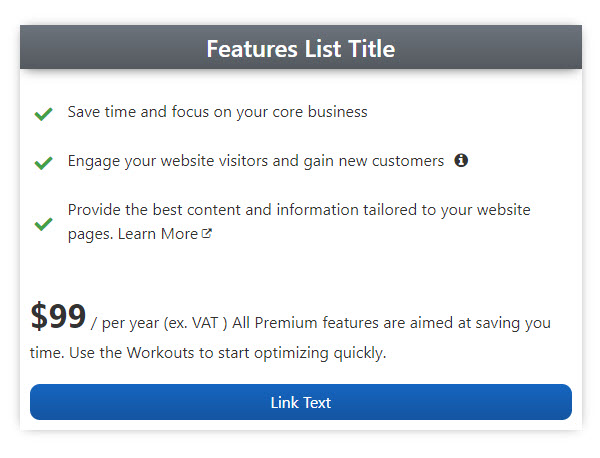 Features List Title
Save time and focus on your core business
Engage your website visitors and gain new customers
Provide the best content and information tailored to your website
pages. Learn More
$99 / per year (ex. VAT ) All Premium features are aimed at saving you
time. Use the Workouts to start optimizing quickly.
Link Text